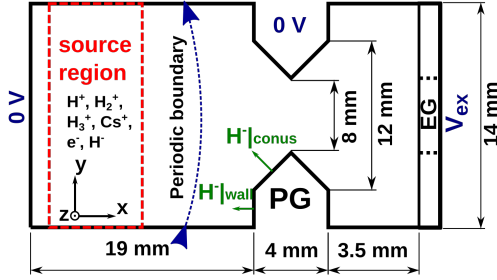 0 V
source
region
H⁺, H₂⁺,
H₃⁺, Cs⁺,
e⁻, H⁻
y
z
x
Periodic boundary
0 V
H⁻|conus
H⁻|wall
PG
8 mm
12 mm
EG
Vₑₓ
14 mm
19 mm
4 mm
3.5 mm